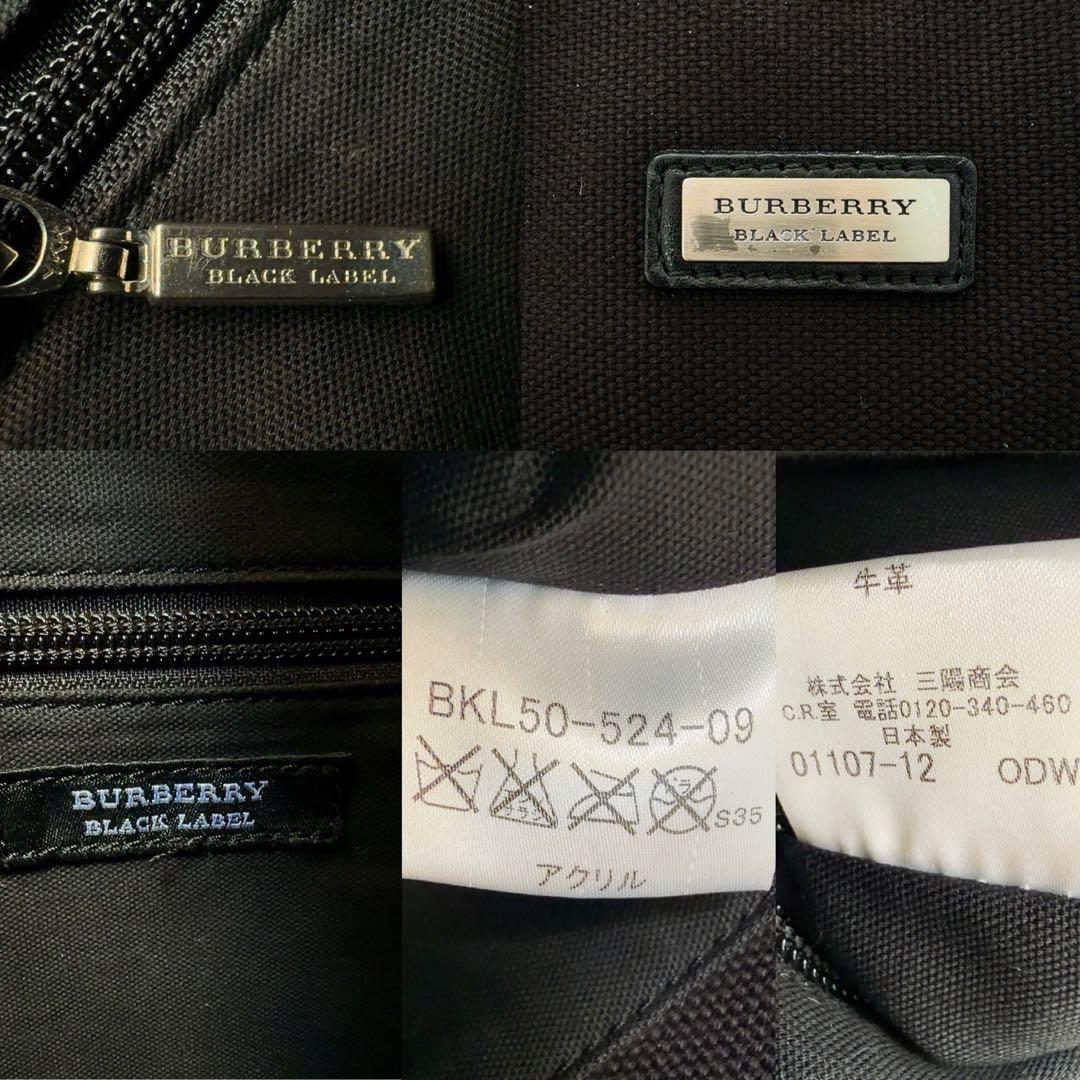 BURBERRY
BLACK LABEL
BURBERRY
BLACK LABEL
BURBERRY
BLACK LABEL
BKL50-524-09
S35
アクリル
牛革
株式会社 三陽商会
C.R.室 電話0120-340-460
日本製
01107-12 ODW